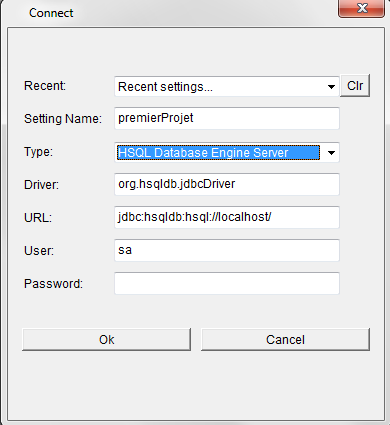 Connect
Recent: Recent settings... Clr
Setting Name: premierProjet
Type: HSQL Database Engine Server
Driver: org.hsqldb.jdbcDriver
URL: jdbc:hsqldb:hsql://localhost/
User: sa
Password:
Ok Cancel